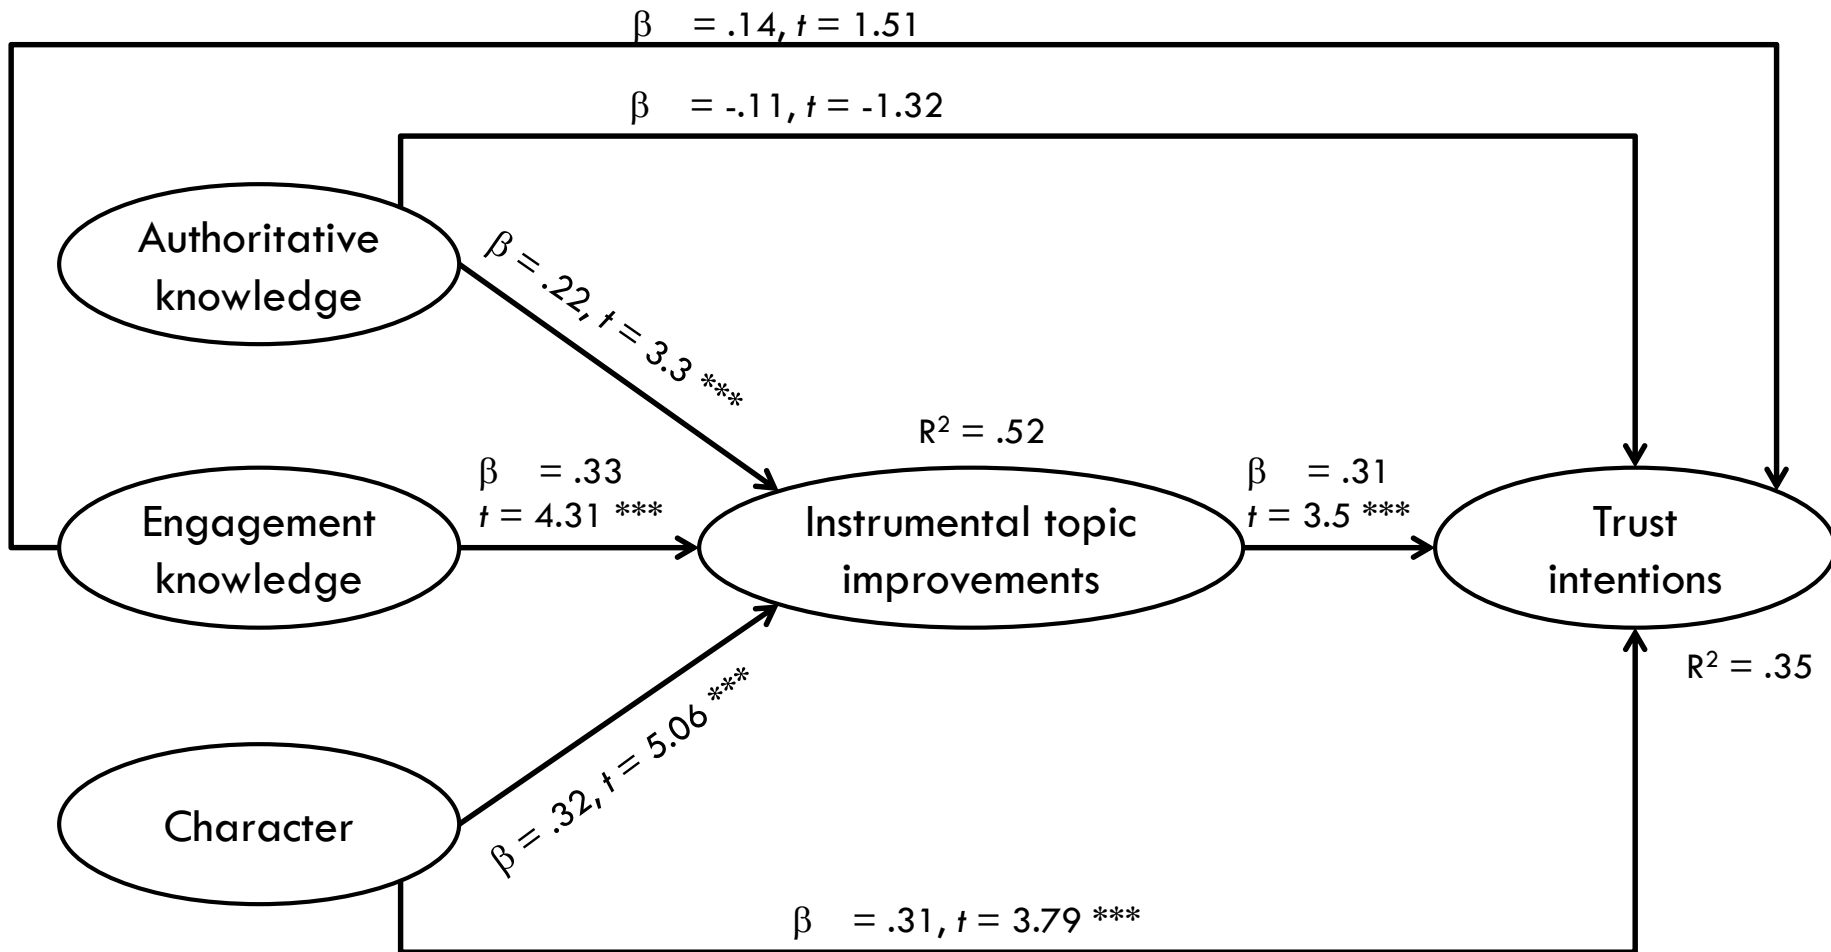 β = .14, t = 1.51
β = -.11, t = -1.32
Authoritative
knowledge
β = .22, t = 3.3 ***
R² = .52
β = .33
t = 4.31 ***
β = .31
t = 3.5 ***
Engagement
knowledge
Instrumental topic
improvements
Trust
intentions
R² = .35
β = .32, t = 5.06 ***
Character
β = .31, t = 3.79 ***